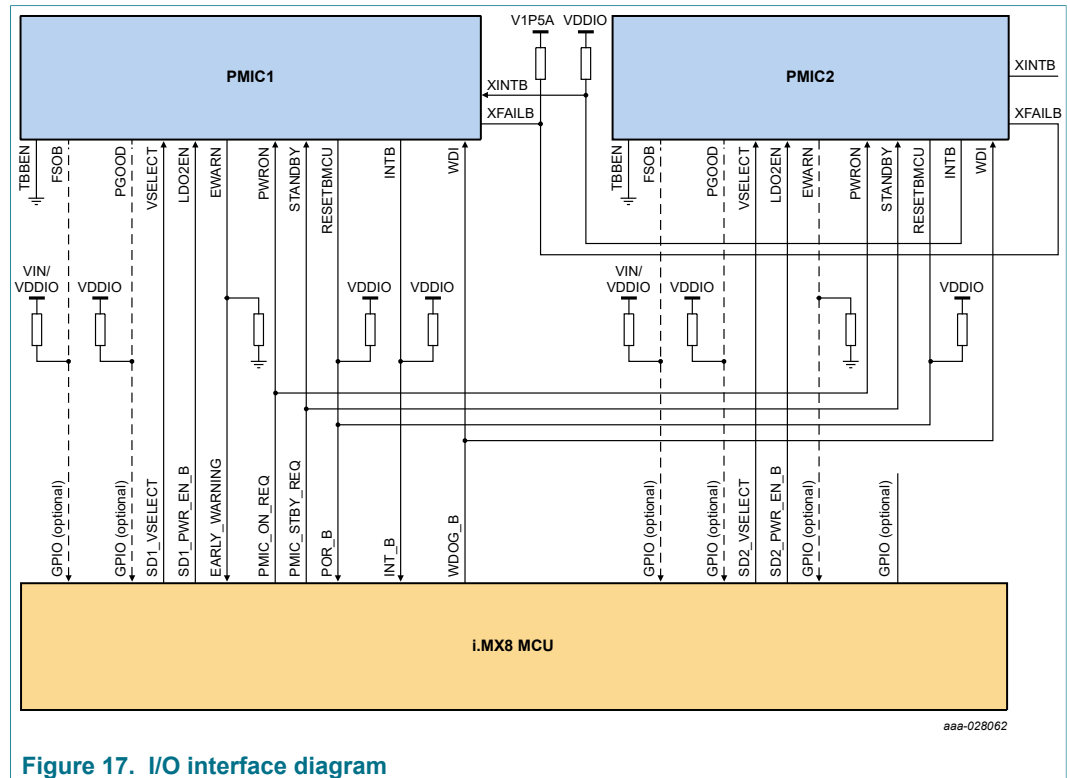 V1P5A VDDIO
PMIC1
PMIC2
XINTB
XFAILB
XINTB
XFAILB
TBBEN
FSOB
PGOOD
VSELECT
LDO2EN
EWARN
PWRON
STANDBY
RESETBMCU
INTB
WDI
TBBEN
FSOB
PGOOD
VSELECT
LDO2EN
EWARN
PWRON
STANDBY
RESETBMCU
INTB
WDI
VIN/
VDDIO
VDDIO
VDDIO
VDDIO
VIN/
VDDIO
VDDIO
VDDIO
GPIO (optional)
GPIO (optional)
SD1_VSELECT
SD1_PWR_EN_B
EARLY_WARNING
PMIC_ON_REQ
PMIC_STBY_REQ
POR_B
INT_B
WDOG_B
GPIO (optional)
GPIO (optional)
SD2_VSELECT
SD2_PWR_EN_B
GPIO (optional)
GPIO (optional)
i.MX8 MCU
aaa-028062
Figure 17. I/O interface diagram